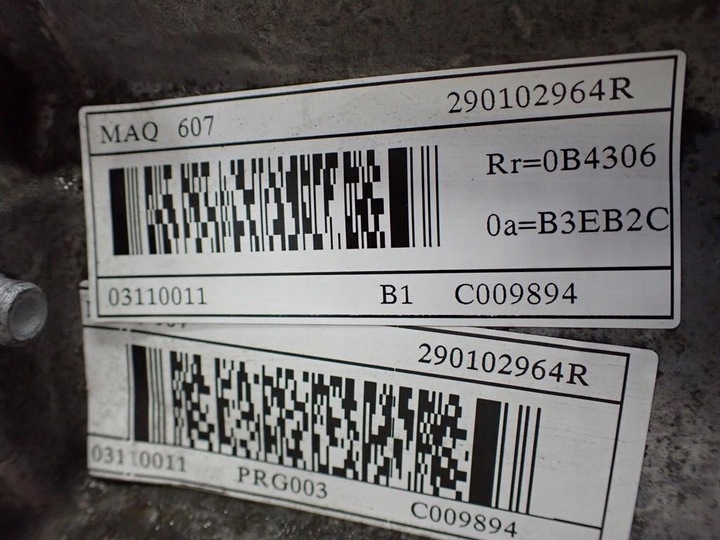 MAQ 607 290102964R
Rr=0B4306
0a=B3EB2C
03110011 B1 C009894
290102964R
03110011 PRG003 C009894